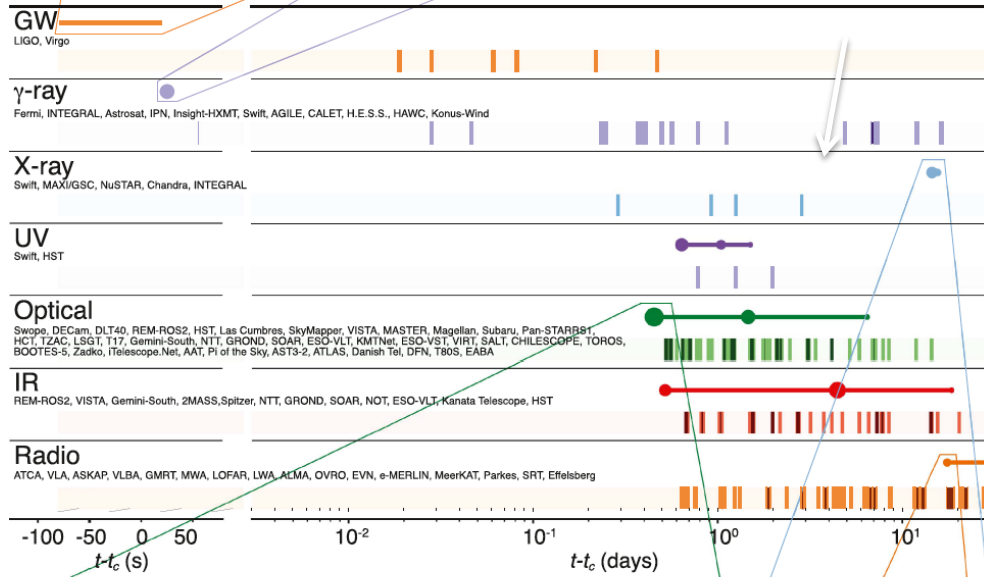 GW
LIGO, Virgo
γ-ray
Fermi, INTEGRAL, Astrosat, IPN, Insight-HXMT, Swift, AGILE, CALET, H.E.S.S., HAWC, Konus-Wind
X-ray
Swift, MAXI/GSC, NuSTAR, Chandra, INTEGRAL
UV
Swift, HST
Optical
Swope, DECam, DLT40, REM-ROS2, HST, Las Cumbres, SkyMapper, VISTA, MASTER, Magellan, Subaru, Pan-STARRS1,
HCT, TZAC, LSGT, T17, Gemini-South, NTT, GROND, SOAR, ESO-VLT, KMTNet, ESO-VST, VIRT, SALT, CHILESCOPE, TOROS,
BOOTES-5, Zadko, iTelescope.Net, AAT, Pi of the Sky, AST3-2, ATLAS, Danish Tel, DFN, T80S, EABA
IR
REM-ROS2, VISTA, Gemini-South, 2MASS,Spitzer, NTT, GROND, SOAR, NOT, ESO-VLT, Kanata Telescope, HST
Radio
ATCA, VLA, ASKAP, VLBA, GMRT, MWA, LOFAR, LWA, ALMA, OVRO, EVN, e-MERLIN, MeerKAT, Parkes, SRT, Effelsberg
-100 -50 0 50 10⁻² 10⁻¹ 10⁰ 10¹
t-t_c (s) t-t_c (days)